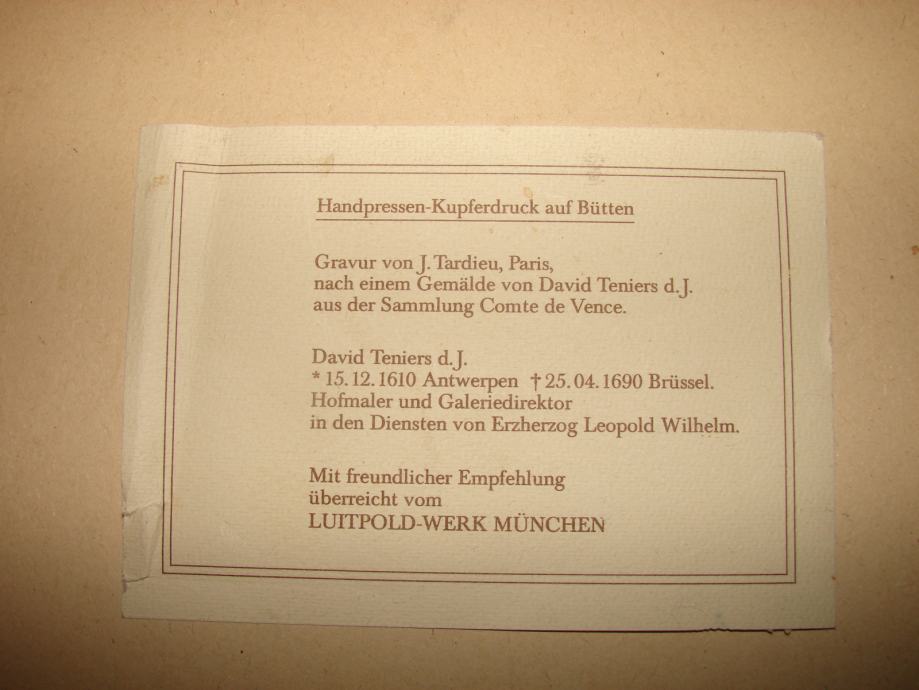 Handpressen-Kupferdruck auf Bütten
Gravur von J. Tardieu, Paris,
nach einem Gemälde von David Teniers d.J.
aus der Sammlung Comte de Vence.
David Teniers d.J.
* 15.12.1610 Antwerpen † 25.04.1690 Brüssel.
Hofmaler und Galeriedirektor
in den Diensten von Erzherzog Leopold Wilhelm.
Mit freundlicher Empfehlung
überreicht vom
LUITPOLD-WERK MÜNCHEN